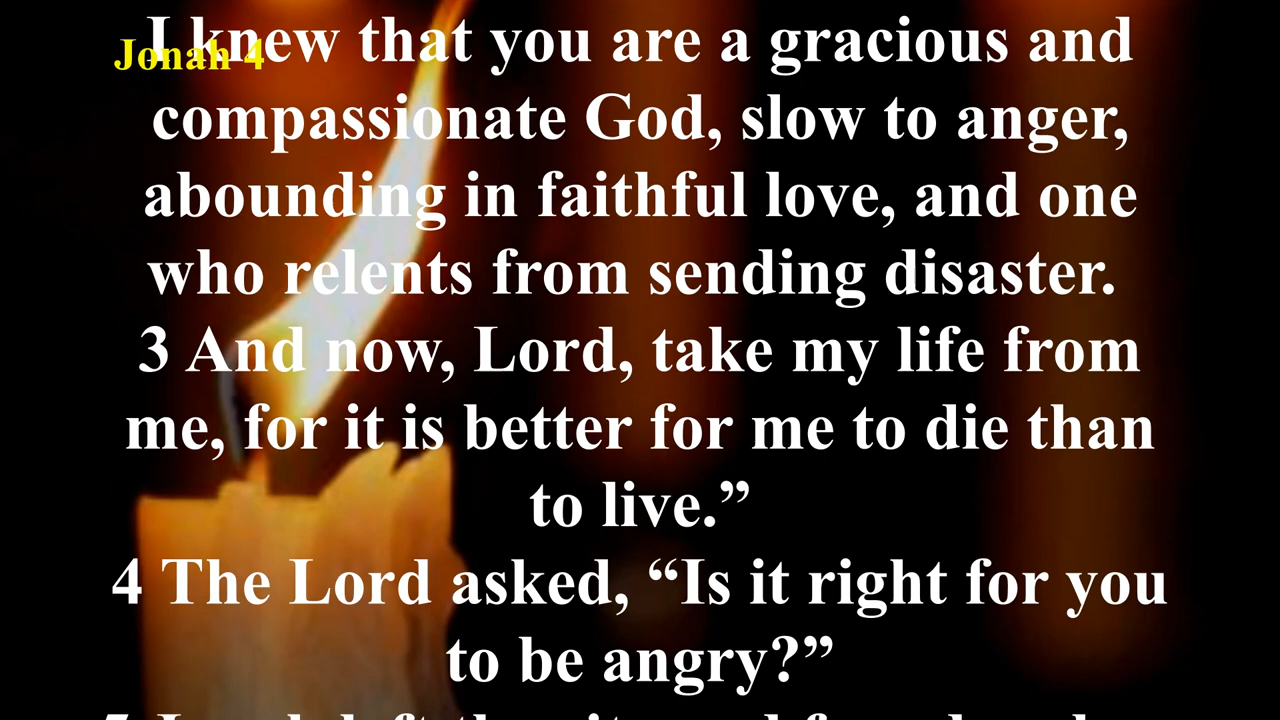 Jonah 4
I knew that you are a gracious and
compassionate God, slow to anger,
abounding in faithful love, and one
who relents from sending disaster.
3 And now, Lord, take my life from
me, for it is better for me to die than
to live.”
4 The Lord asked, “Is it right for you
to be angry?”